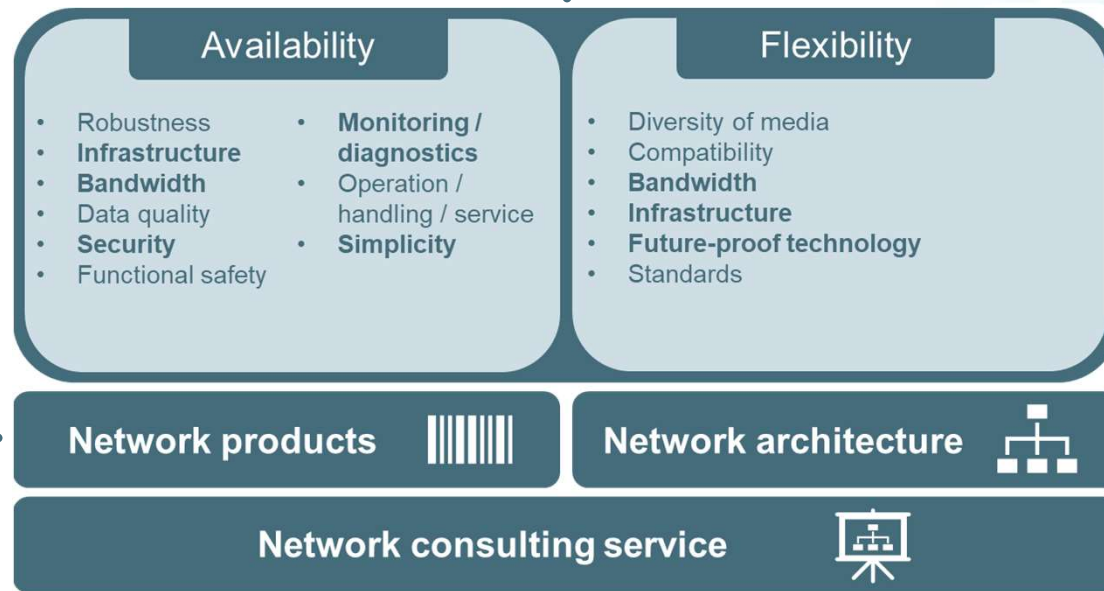 Availability
• Robustness
• Infrastructure
• Bandwidth
• Data quality
• Security
• Functional safety
• Monitoring /
diagnostics
• Operation /
handling / service
• Simplicity
Flexibility
• Diversity of media
• Compatibility
• Bandwidth
• Infrastructure
• Future-proof technology
• Standards
Network products
Network architecture
Network consulting service